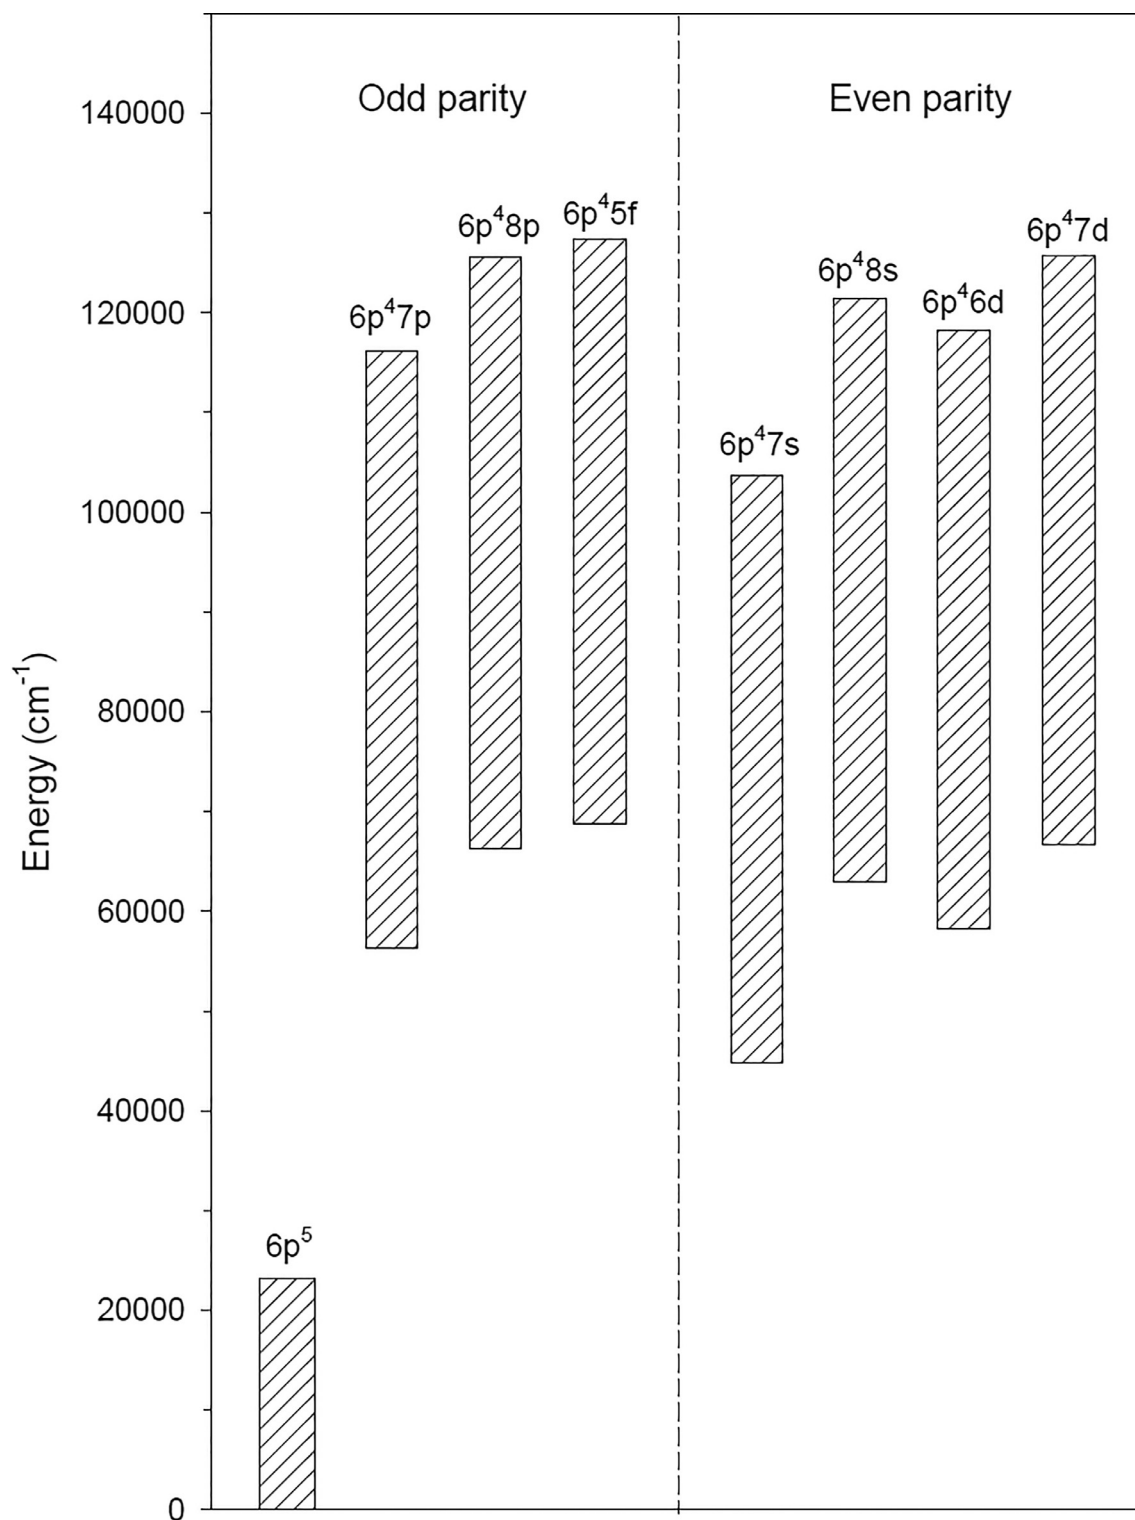 Odd parity
Even parity
140000
120000
100000
80000
60000
40000
20000
0
Energy (cm⁻¹)
6p⁵
6p⁴7p
6p⁴8p
6p⁴5f
6p⁴7s
6p⁴8s
6p⁴6d
6p⁴7d